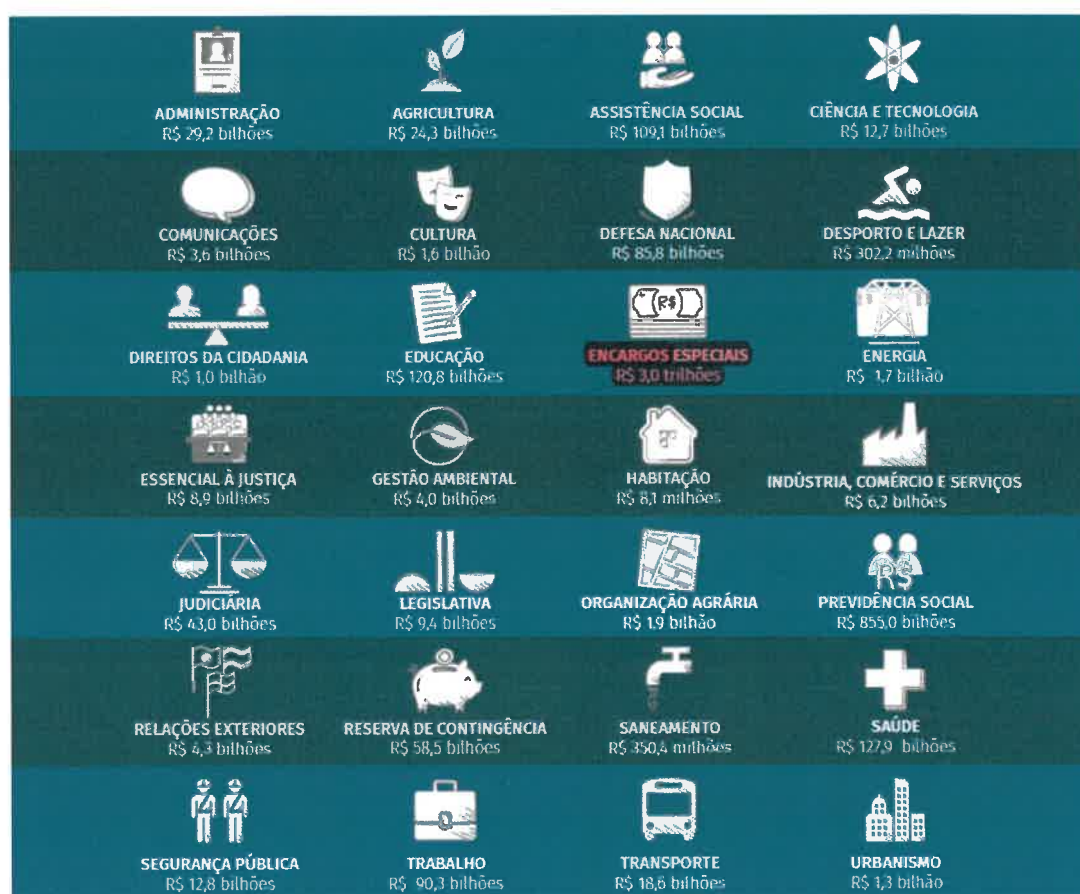 ADMINISTRAÇÃO
R$ 29,2 bilhões
AGRICULTURA
R$ 24,3 bilhões
ASSISTÊNCIA SOCIAL
R$ 109,1 bilhões
CIÊNCIA E TECNOLOGIA
R$ 12,7 bilhões
COMUNICAÇÕES
R$ 3,6 bilhões
CULTURA
R$ 1,6 bilhão
DEFESA NACIONAL
R$ 85,8 bilhões
DESPORTO E LAZER
R$ 302,2 milhões
DIREITOS DA CIDADANIA
R$ 1,0 bilhão
EDUCAÇÃO
R$ 120,8 bilhões
R$
ENCARGOS ESPECIAIS
R$ 3,0 trilhões
ENERGIA
R$ 1,7 bilhão
ESSENCIAL À JUSTIÇA
R$ 8,9 bilhões
GESTÃO AMBIENTAL
R$ 4,0 bilhões
HABITAÇÃO
R$ 8,1 milhões
INDÚSTRIA, COMÉRCIO E SERVIÇOS
R$ 6,2 bilhões
JUDICIÁRIA
R$ 43,0 bilhões
LEGISLATIVA
R$ 9,4 bilhões
ORGANIZAÇÃO AGRÁRIA
R$ 1,9 bilhão
R$
PREVIDÊNCIA SOCIAL
R$ 855,0 bilhões
RELAÇÕES EXTERIORES
R$ 4,3 bilhões
RESERVA DE CONTINGÊNCIA
R$ 58,5 bilhões
SANEAMENTO
R$ 350,4 milhões
SAÚDE
R$ 127,9 bilhões
SEGURANÇA PÚBLICA
R$ 12,8 bilhões
TRABALHO
R$ 90,3 bilhões
TRANSPORTE
R$ 18,6 bilhões
URBANISMO
R$ 1,3 bilhão